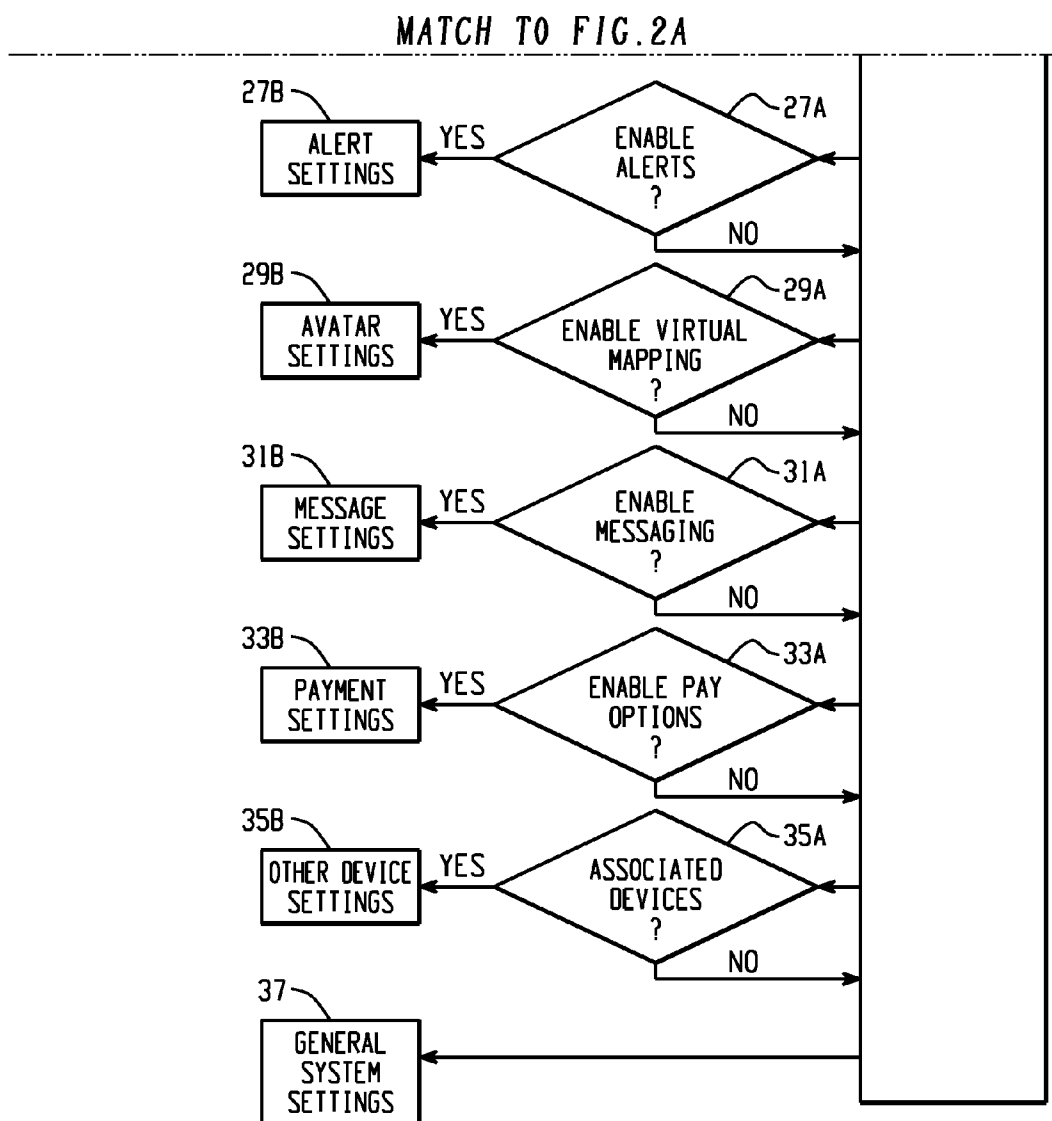 MATCH TO FIG.2A
27B
27A
ALERT
SETTINGS
YES
ENABLE
ALERTS
?
NO
29B
29A
AVATAR
SETTINGS
YES
ENABLE VIRTUAL
MAPPING
?
NO
31B
31A
MESSAGE
SETTINGS
YES
ENABLE
MESSAGING
?
NO
33B
33A
PAYMENT
SETTINGS
YES
ENABLE PAY
OPTIONS
?
NO
35B
35A
OTHER DEVICE
SETTINGS
YES
ASSOCIATED
DEVICES
?
NO
37
GENERAL
SYSTEM
SETTINGS